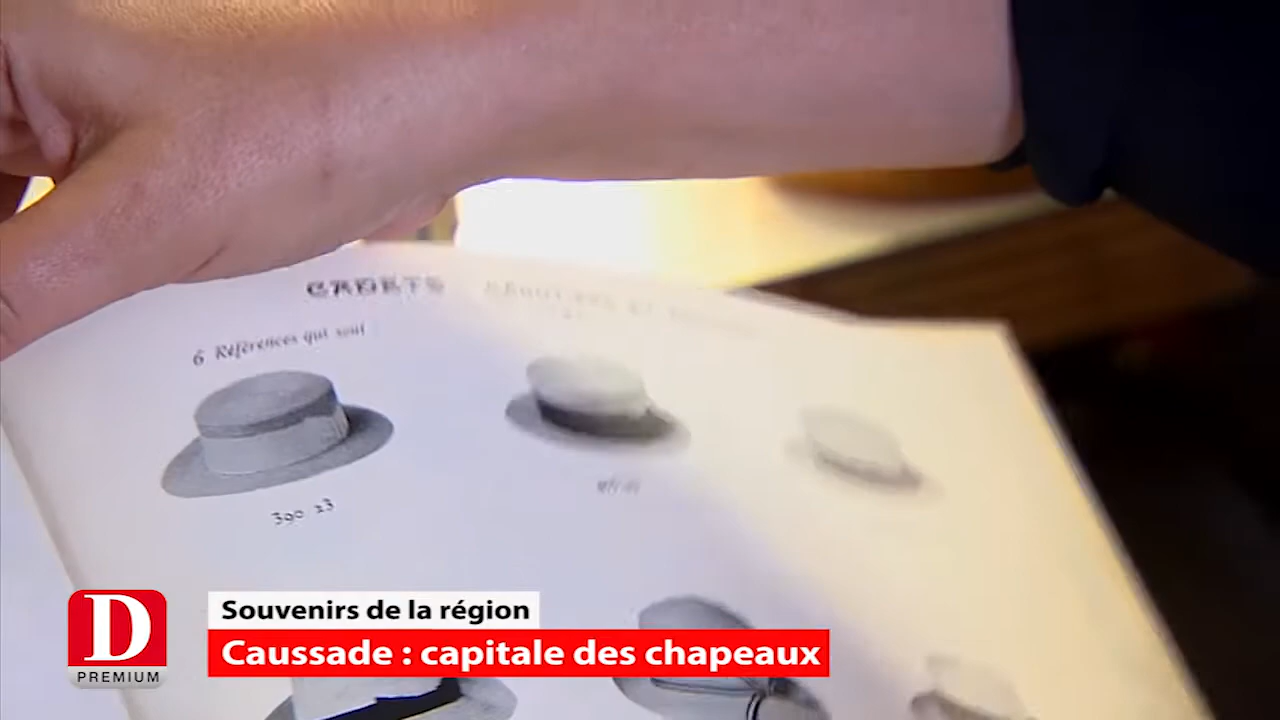 CADETS
6 Références qui sont
390 23
Souvenirs de la région
D
Caussade : capitale des chapeaux
PREMIUM